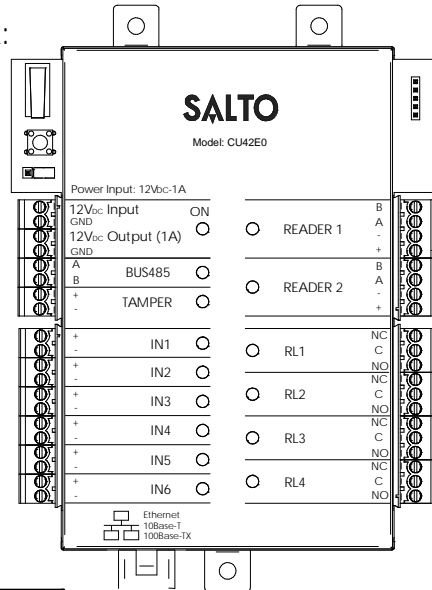 :
SALTO
Model: CU42E0
Power Input: 12VDC-1A
12VDC Input ON
GND
12VDC Output (1A)
GND
A
BUS485
B
+
TAMPER
-
+
IN1
-
+
IN2
-
+
IN3
-
+
IN4
-
+
IN5
-
+
IN6
-
B
A
READER 1
-
+
B
A
READER 2
-
+
NC
RL1 C
NO
NC
RL2 C
NO
NC
RL3 C
NO
NC
RL4 C
NO
Ethernet
10Base-T
100Base-TX